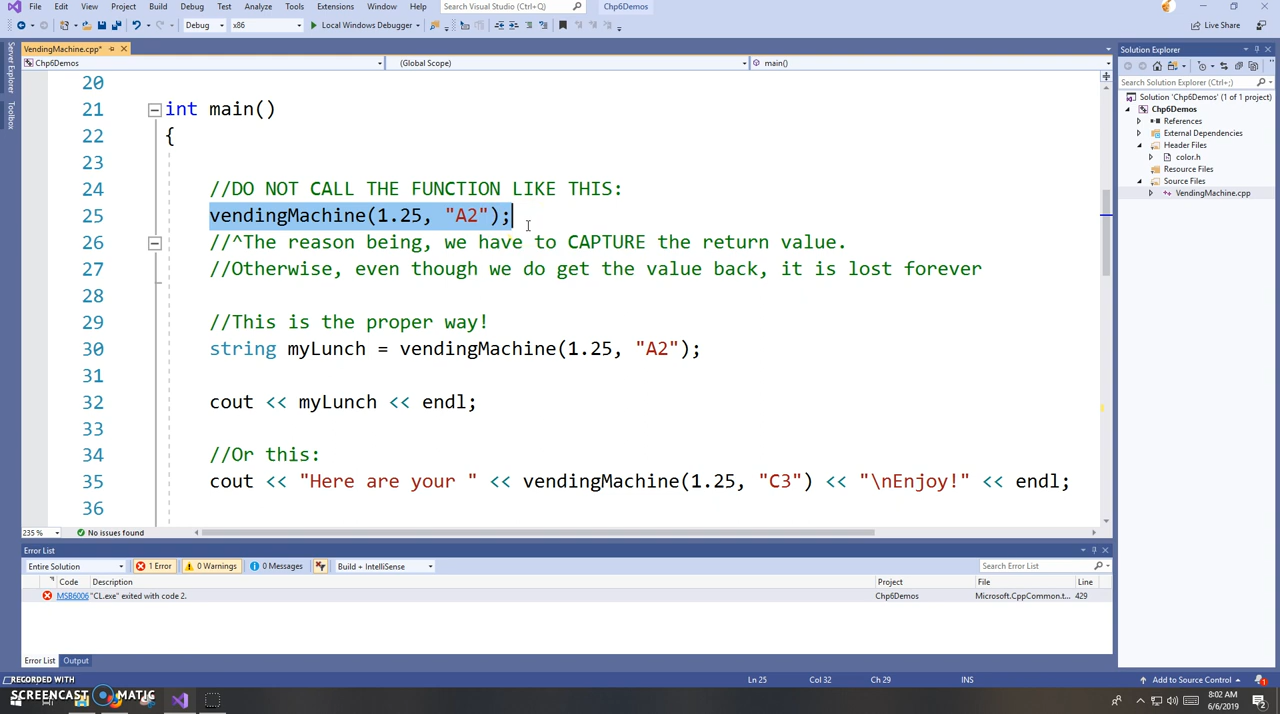 File Edit View Project Build Debug Test Analyze Tools Extensions Window Help Search Visual Studio (Ctrl+Q) Chp6Demos
Debug x86 Local Windows Debugger Live Share
Server Explorer
Toolbox
VendingMachine.cpp*
Chp6Demos (Global Scope) main()
20
21 int main()
22 {
23
24 //DO NOT CALL THE FUNCTION LIKE THIS:
25 vendingMachine(1.25, "A2");
26 //^The reason being, we have to CAPTURE the return value.
27 //Otherwise, even though we do get the value back, it is lost forever
28
29 //This is the proper way!
30 string myLunch = vendingMachine(1.25, "A2");
31
32 cout << myLunch << endl;
33
34 //Or this:
35 cout << "Here are your " << vendingMachine(1.25, "C3") << "\nEnjoy!" << endl;
36
235 % No issues found
Solution Explorer
Search Solution Explorer (Ctrl+;)
Solution 'Chp6Demos' (1 of 1 project)
Chp6Demos
References
External Dependencies
Header Files
color.h
Resource Files
Source Files
VendingMachine.cpp
Error List
Entire Solution 1 Error 0 Warnings 0 Messages Build + IntelliSense Search Error List
Code Description Project File Line
MSB6006 "CL.exe" exited with code 2. Chp6Demos Microsoft.CppCommon.t... 429
Error List Output
Ln 25 Col 32 Ch 29 INS Add to Source Control 1
RECORDED WITH
SCREENCAST MATIC
8:02 AM
6/6/2019
2